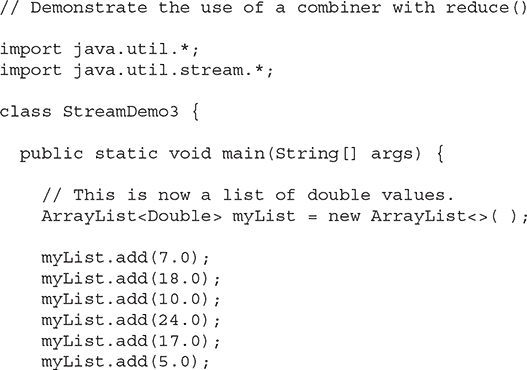 // Demonstrate the use of a combiner with reduce()
import java.util.*;
import java.util.stream.*;
class StreamDemo3 {
public static void main(String[] args) {
// This is now a list of double values.
ArrayList<Double> myList = new ArrayList<>( );
myList.add(7.0);
myList.add(18.0);
myList.add(10.0);
myList.add(24.0);
myList.add(17.0);
myList.add(5.0);